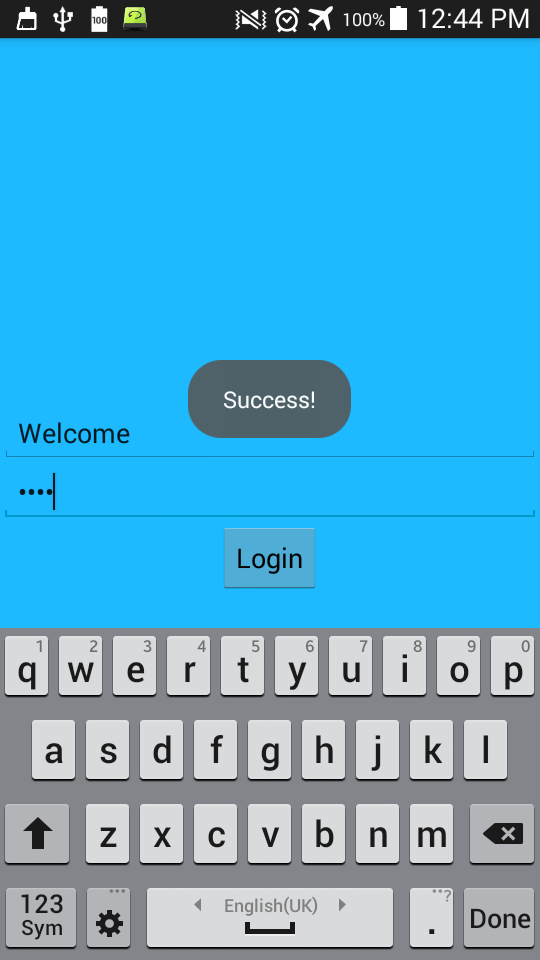 100
100%
12:44 PM
Success!
Welcome
••••
Login
1 2 3 4 5 6 7 8 9 0
q w e r t y u i o p
a s d f g h j k l
z x c v b n m
123 Sym
English(UK)
... ?
.
Done